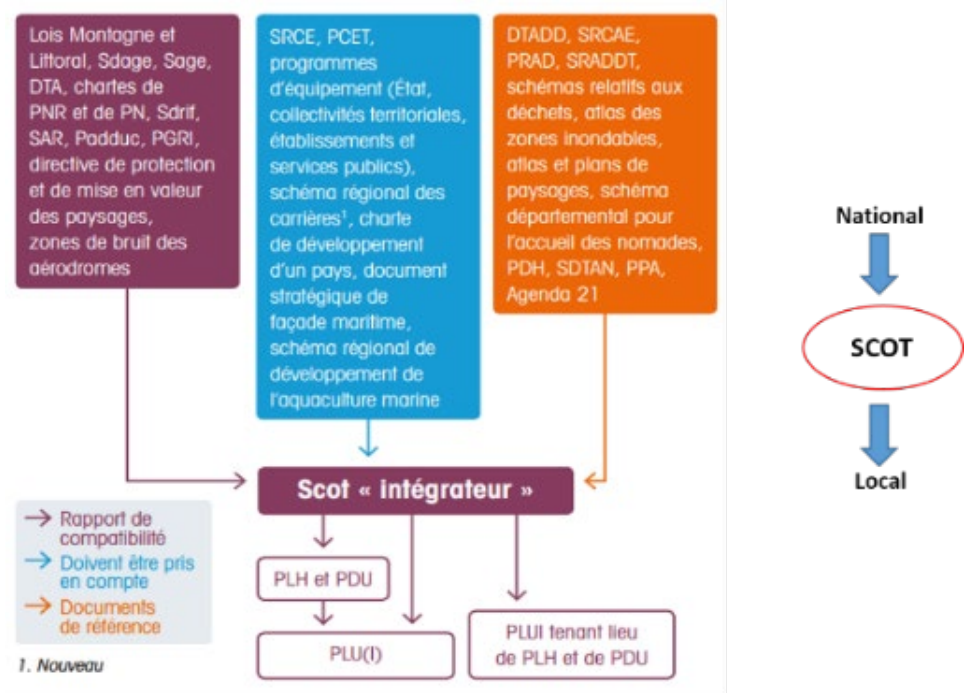 Lois Montagne et
Littoral, Sdage, Sage,
DTA, chartes de
PNR et de PN, Sdrif,
SAR, Padduc, PGRI,
directive de protection
et de mise en valeur
des paysages,
zones de bruit des
aérodromes
SRCE, PCET,
programmes
d'équipement (État,
collectivités territoriales,
établissements et
services publics),
schéma régional des
carrières¹, charte
de développement
d'un pays, document
stratégique de
façade maritime,
schéma régional de
développement de
l'aquaculture marine
DTADD, SRCAE,
PRAD, SRADDT,
schémas relatifs aux
déchets, atlas des
zones inondables,
atlas et plans de
paysages, schéma
départemental pour
l'accueil des nomades,
PDH, SDTAN, PPA,
Agenda 21
Scot « intégrateur »
PLH et PDU
PLU(I)
PLUI tenant lieu
de PLH et de PDU
Rapport de
compatibilité
Doivent être pris
en compte
Documents
de référence
1. Nouveau
National
SCOT
Local